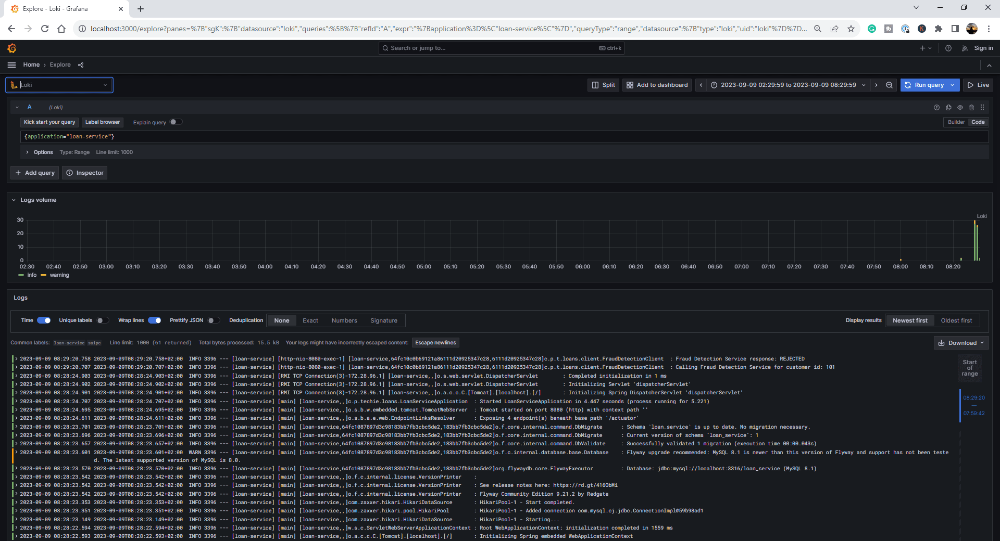 Explore - Loki - Grafana
localhost:3000/explore?panes=%7B"sgK":%7B"datasource":"loki","queries":%5B%7B"refId":"A","expr":"%7Bapplication%3D%5C"loan-service%5C"%7D","queryType":"range","datasource":%7B"type":"loki","uid":"loki"%7D%7D...
Search or jump to... ctrl+k Sign in
Home › Explore
Loki Split Add to dashboard 2023-09-09 02:29:59 to 2023-09-09 08:29:59 Run query Live
A (Loki)
Kick start your query Label browser Explain query Builder Code
{application="loan-service"}
Options Type: Range Line limit: 1000
+ Add query Inspector
Logs volume
Loki
30
20
10
0
02:30 02:40 02:50 03:00 03:10 03:20 03:30 03:40 03:50 04:00 04:10 04:20 04:30 04:40 04:50 05:00 05:10 05:20 05:30 05:40 05:50 06:00 06:10 06:20 06:30 06:40 06:50 07:00 07:10 07:20 07:30 07:40 07:50 08:00 08:10 08:20
info warning
Logs
Time Unique labels Wrap lines Prettify JSON Deduplication None Exact Numbers Signature Display results Newest first Oldest first
Common labels: loan-service saipc Line limit: 1000 (61 returned) Total bytes processed: 15.5 kB Your logs might have incorrectly escaped content: Escape newlines Download
2023-09-09 08:29:20.758 2023-09-09T08:29:20.758+02:00 INFO 3396 --- [loan-service] [http-nio-8080-exec-1] [loan-service,64fc10c0b69121a86111d20925347c28,6111d20925347c28]c.p.t.loans.client.FraudDetectionClient : Fraud Detection Service response: REJECTED
2023-09-09 08:29:20.707 2023-09-09T08:29:20.707+02:00 INFO 3396 --- [loan-service] [http-nio-8080-exec-1] [loan-service,64fc10c0b69121a86111d20925347c28,6111d20925347c28]c.p.t.loans.client.FraudDetectionClient : Calling Fraud Detection Service for customer id: 101
2023-09-09 08:28:24.903 2023-09-09T08:28:24.903+02:00 INFO 3396 --- [loan-service] [RMI TCP Connection(3)-172.28.96.1] [loan-service,,]o.s.web.servlet.DispatcherServlet : Completed initialization in 1 ms
2023-09-09 08:28:24.902 2023-09-09T08:28:24.902+02:00 INFO 3396 --- [loan-service] [RMI TCP Connection(3)-172.28.96.1] [loan-service,,]o.s.web.servlet.DispatcherServlet : Initializing Servlet 'dispatcherServlet'
2023-09-09 08:28:24.901 2023-09-09T08:28:24.901+02:00 INFO 3396 --- [loan-service] [RMI TCP Connection(3)-172.28.96.1] [loan-service,,]o.a.c.c.C.[Tomcat].[localhost].[/] : Initializing Spring DispatcherServlet 'dispatcherServlet'
2023-09-09 08:28:24.707 2023-09-09T08:28:24.707+02:00 INFO 3396 --- [loan-service] [main] [loan-service,,]c.p.techie.loans.LoanServiceApplication : Started LoanServiceApplication in 4.447 seconds (process running for 5.221)
2023-09-09 08:28:24.695 2023-09-09T08:28:24.695+02:00 INFO 3396 --- [loan-service] [main] [loan-service,,]o.s.b.w.embedded.tomcat.TomcatWebServer : Tomcat started on port 8080 (http) with context path ''
2023-09-09 08:28:24.611 2023-09-09T08:28:24.611+02:00 INFO 3396 --- [loan-service] [main] [loan-service,,]o.s.b.a.e.web.EndpointLinksResolver : Exposing 4 endpoint(s) beneath base path '/actuator'
2023-09-09 08:28:23.701 2023-09-09T08:28:23.701+02:00 INFO 3396 --- [loan-service] [main] [loan-service,64fc1087897d3c98183bb7fb3cbc5de2,183bb7fb3cbc5de2]o.f.core.internal.command.DbMigrate : Schema `loan_service` is up to date. No migration necessary.
2023-09-09 08:28:23.696 2023-09-09T08:28:23.696+02:00 INFO 3396 --- [loan-service] [main] [loan-service,64fc1087897d3c98183bb7fb3cbc5de2,183bb7fb3cbc5de2]o.f.core.internal.command.DbMigrate : Current version of schema `loan_service`: 1
2023-09-09 08:28:23.657 2023-09-09T08:28:23.657+02:00 INFO 3396 --- [loan-service] [main] [loan-service,64fc1087897d3c98183bb7fb3cbc5de2,183bb7fb3cbc5de2]o.f.core.internal.command.DbValidate : Successfully validated 1 migration (execution time 00:00.043s)
2023-09-09 08:28:23.601 2023-09-09T08:28:23.601+02:00 WARN 3396 --- [loan-service] [main] [loan-service,64fc1087897d3c98183bb7fb3cbc5de2,183bb7fb3cbc5de2]o.f.c.internal.database.base.Database : Flyway upgrade recommended: MySQL 8.1 is newer than this version of Flyway and support has not been teste
d. The latest supported version of MySQL is 8.0.
2023-09-09 08:28:23.570 2023-09-09T08:28:23.570+02:00 INFO 3396 --- [loan-service] [main] [loan-service,64fc1087897d3c98183bb7fb3cbc5de2,183bb7fb3cbc5de2]org.flywaydb.core.FlywayExecutor : Database: jdbc:mysql://localhost:3316/loan_service (MySQL 8.1)
2023-09-09 08:28:23.542 2023-09-09T08:28:23.542+02:00 INFO 3396 --- [loan-service] [main] [loan-service,,]o.f.c.internal.license.VersionPrinter :
2023-09-09 08:28:23.542 2023-09-09T08:28:23.542+02:00 INFO 3396 --- [loan-service] [main] [loan-service,,]o.f.c.internal.license.VersionPrinter : See release notes here: https://rd.gt/416ObMi
2023-09-09 08:28:23.542 2023-09-09T08:28:23.542+02:00 INFO 3396 --- [loan-service] [main] [loan-service,,]o.f.c.internal.license.VersionPrinter : Flyway Community Edition 9.21.2 by Redgate
2023-09-09 08:28:23.353 2023-09-09T08:28:23.353+02:00 INFO 3396 --- [loan-service] [main] [loan-service,,]com.zaxxer.hikari.HikariDataSource : HikariPool-1 - Start completed.
2023-09-09 08:28:23.351 2023-09-09T08:28:23.351+02:00 INFO 3396 --- [loan-service] [main] [loan-service,,]com.zaxxer.hikari.pool.HikariPool : HikariPool-1 - Added connection com.mysql.cj.jdbc.ConnectionImpl@59b98ad1
2023-09-09 08:28:23.149 2023-09-09T08:28:23.149+02:00 INFO 3396 --- [loan-service] [main] [loan-service,,]com.zaxxer.hikari.HikariDataSource : HikariPool-1 - Starting...
2023-09-09 08:28:22.594 2023-09-09T08:28:22.594+02:00 INFO 3396 --- [loan-service] [main] [loan-service,,]w.s.c.ServletWebServerApplicationContext : Root WebApplicationContext: initialization completed in 1559 ms
2023-09-09 08:28:22.593 2023-09-09T08:28:22.593+02:00 INFO 3396 --- [loan-service] [main] [loan-service,,]o.a.c.c.C.[Tomcat].[localhost].[/] : Initializing Spring embedded WebApplicationContext
Start
of
range
08:29:20
—
07:59:42